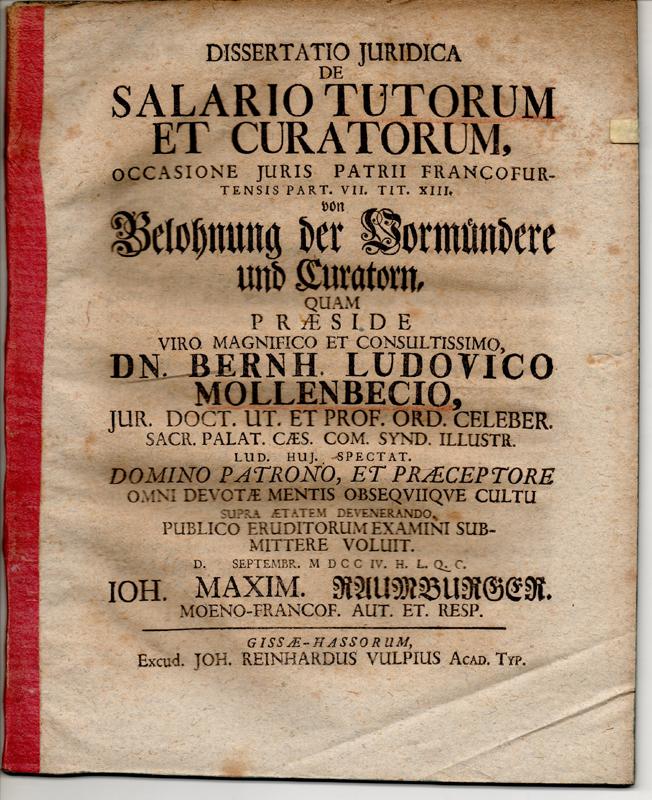 DISSERTATIO JURIDICA
DE
SALARIO TUTORUM
ET CURATORUM,
OCCASIONE JURIS PATRII FRANCOFUR-
TENSIS PART. VII. TIT. XIII.
von
Belohnung der Vormündere
und Curatorn,
QUAM
PRÆSIDE
VIRO MAGNIFICO ET CONSULTISSIMO,
DN. BERNH. LUDOVICO
MOLLENBECIO,
JUR. DOCT. UT. ET PROF. ORD. CELEBER.
SACR. PALAT. CÆS. COM. SYND. ILLUSTR.
LUD. HUJ. SPECTAT.
DOMINO PATRONO, ET PRÆCEPTORE
OMNI DEVOTÆ MENTIS OBSEQVIIQVE CULTU
SUPRA ÆTATEM DEVENERANDO,
PUBLICO ERUDITORUM EXAMINI SUB-
MITTERE VOLUIT.
D. SEPTEMBR. M DCC IV. H. L. Q. C.
IOH. MAXIM. RAUMBURGER.
MOENO-FRANCOF. AUT. ET. RESP.
GISSÆ-HASSORUM,
Excud. JOH. REINHARDUS VULPIUS ACAD. TYP.